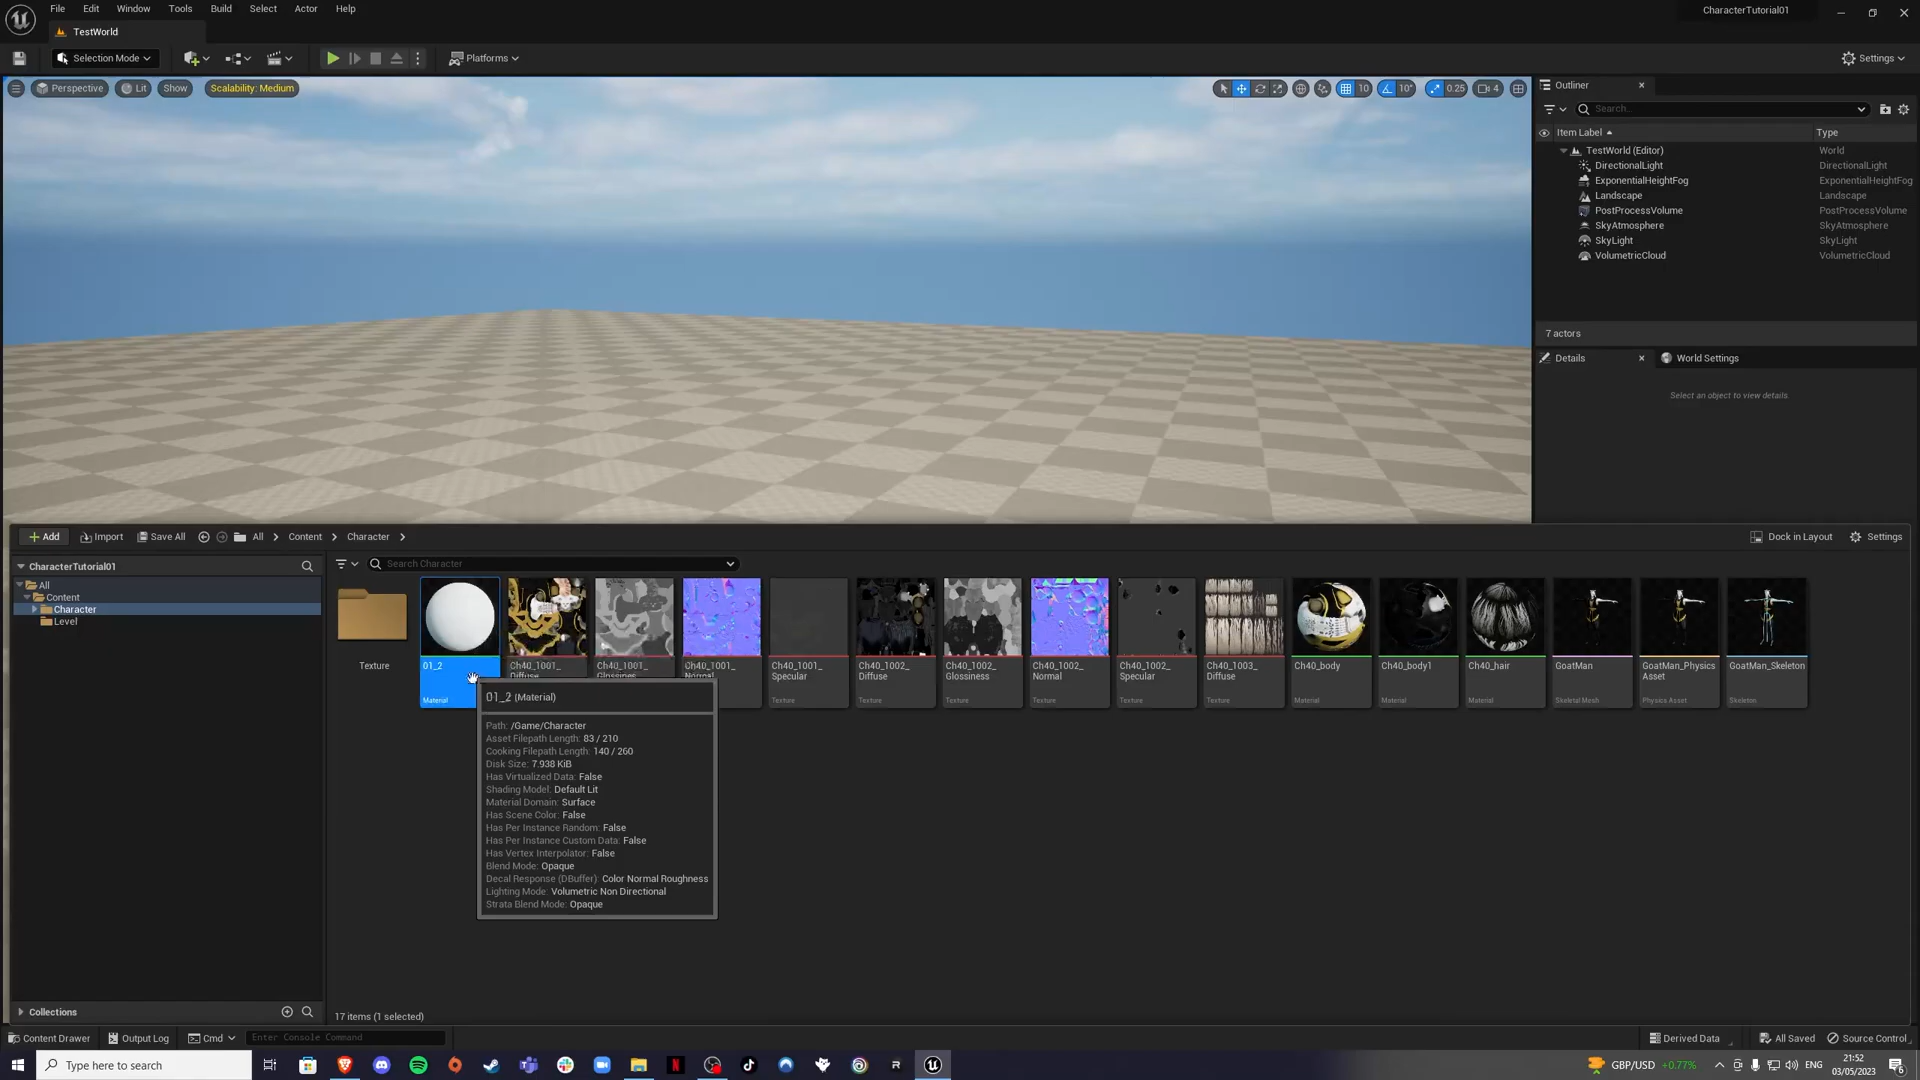 File Edit Window Tools Build Select Actor Help
CharacterTutorial01
TestWorld
Selection Mode
Platforms
Settings
Perspective
Lit
Show
Scalability: Medium
10
10°
0.25
4
Outliner
Search...
Item Label
Type
TestWorld (Editor) World
DirectionalLight DirectionalLight
ExponentialHeightFog ExponentialHeightFog
Landscape Landscape
PostProcessVolume PostProcessVolume
SkyAtmosphere SkyAtmosphere
SkyLight SkyLight
VolumetricCloud VolumetricCloud
7 actors
Details
World Settings
Select an object to view details
Add
Import
Save All
All
Content
Character
Dock in Layout
Settings
CharacterTutorial01
Search Character
All
Content
Character
Level
Texture
01_2
Material
Ch40_1001_
Diffuse
Ch40_1001_
Glossines
Ch40_1001_
Normal
Ch40_1001_
Specular
Texture
Ch40_1002_
Diffuse
Texture
Ch40_1002_
Glossiness
Texture
Ch40_1002_
Normal
Texture
Ch40_1002_
Specular
Texture
Ch40_1003_
Diffuse
Texture
Ch40_body
Material
Ch40_body1
Material
Ch40_hair
Material
GoatMan
Skeletal Mesh
GoatMan_Physics
Asset
Physics Asset
GoatMan_Skeleton
Skeleton
01_2 (Material)
Path: /Game/Character
Asset Filepath Length: 83 / 210
Cooking Filepath Length: 140 / 260
Disk Size: 7.938 KiB
Has Virtualized Data: False
Shading Model: Default Lit
Material Domain: Surface
Has Scene Color: False
Has Per Instance Random: False
Has Per Instance Custom Data: False
Has Vertex Interpolator: False
Blend Mode: Opaque
Decal Response (DBuffer): Color Normal Roughness
Lighting Mode: Volumetric Non Directional
Strata Blend Mode: Opaque
Collections
17 items (1 selected)
Content Drawer
Output Log
Cmd
Enter Console Command
Derived Data
All Saved
Source Control
Type here to search
GBP/USD +0.77%
ENG
21:52
03/05/2023
6